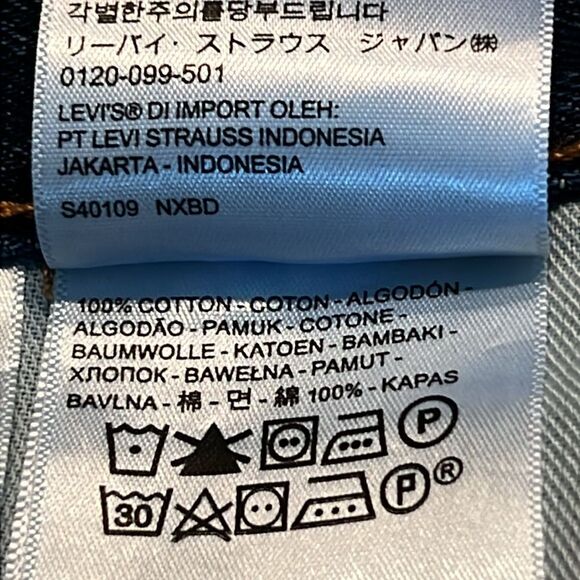 각별한주의를당부드립니다
リーバイ・ストラウス ジャパン㈱
0120-099-501
LEVI'S® DI IMPORT OLEH:
PT LEVI STRAUSS INDONESIA
JAKARTA - INDONESIA
S40109 NXBD
100% COTTON - COTON - ALGODÓN -
ALGODÃO - PAMUK - COTONE -
BAUMWOLLE - KATOEN - BAMBAKI -
ХЛОПОК - BAWEŁNA - PAMUT -
BAVLNA - 棉 - 면 - 綿 100% - KAPAS
P
30 P®